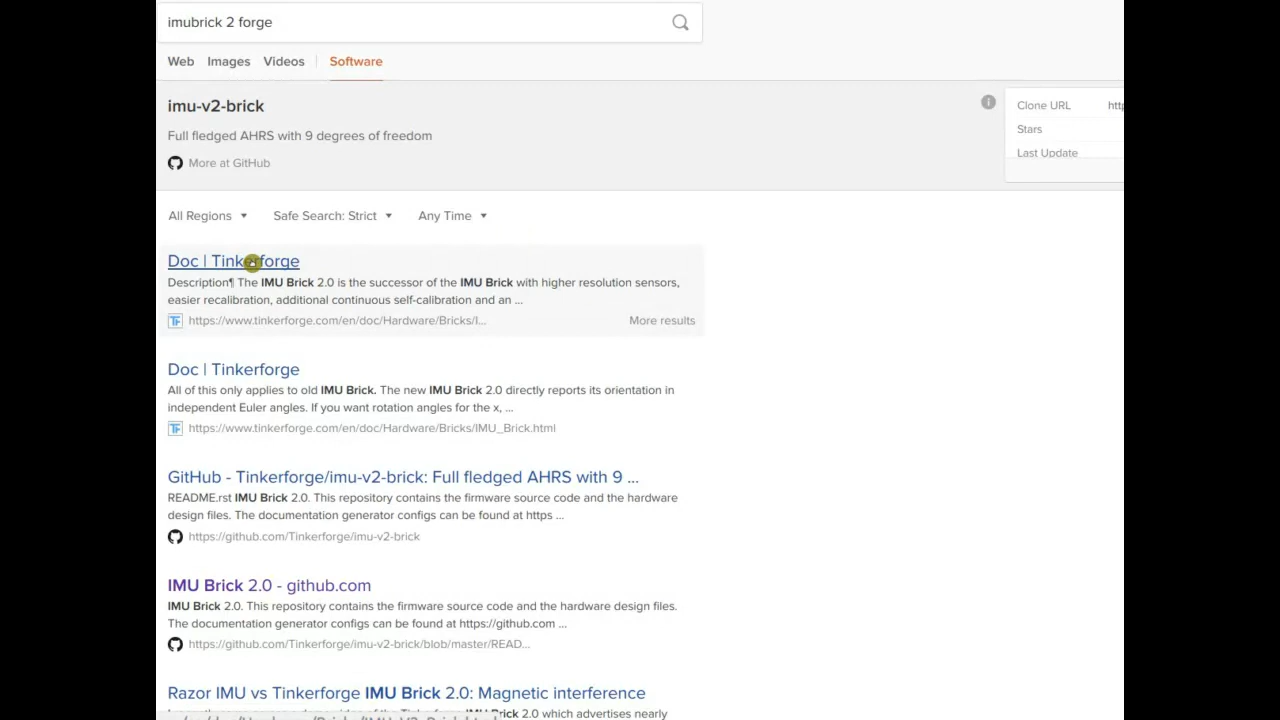 imubrick 2 forge
Web Images Videos Software
imu-v2-brick
Full fledged AHRS with 9 degrees of freedom
More at GitHub
Clone URL
Stars
Last Update
All Regions Safe Search: Strict Any Time
Doc | Tinkerforge
Description¶ The IMU Brick 2.0 is the successor of the IMU Brick with higher resolution sensors,
easier recalibration, additional continuous self-calibration and an ...
https://www.tinkerforge.com/en/doc/Hardware/Bricks/I... More results
Doc | Tinkerforge
All of this only applies to old IMU Brick. The new IMU Brick 2.0 directly reports its orientation in
independent Euler angles. If you want rotation angles for the x, ...
https://www.tinkerforge.com/en/doc/Hardware/Bricks/IMU_Brick.html
GitHub - Tinkerforge/imu-v2-brick: Full fledged AHRS with 9 ...
README.rst IMU Brick 2.0. This repository contains the firmware source code and the hardware
design files. The documentation generator configs can be found at https ...
https://github.com/Tinkerforge/imu-v2-brick
IMU Brick 2.0 - github.com
IMU Brick 2.0. This repository contains the firmware source code and the hardware design files.
The documentation generator configs can be found at https://github.com ...
https://github.com/Tinkerforge/imu-v2-brick/blob/master/READ...
Razor IMU vs Tinkerforge IMU Brick 2.0: Magnetic interference
Brick 2.0 which advertises nearly